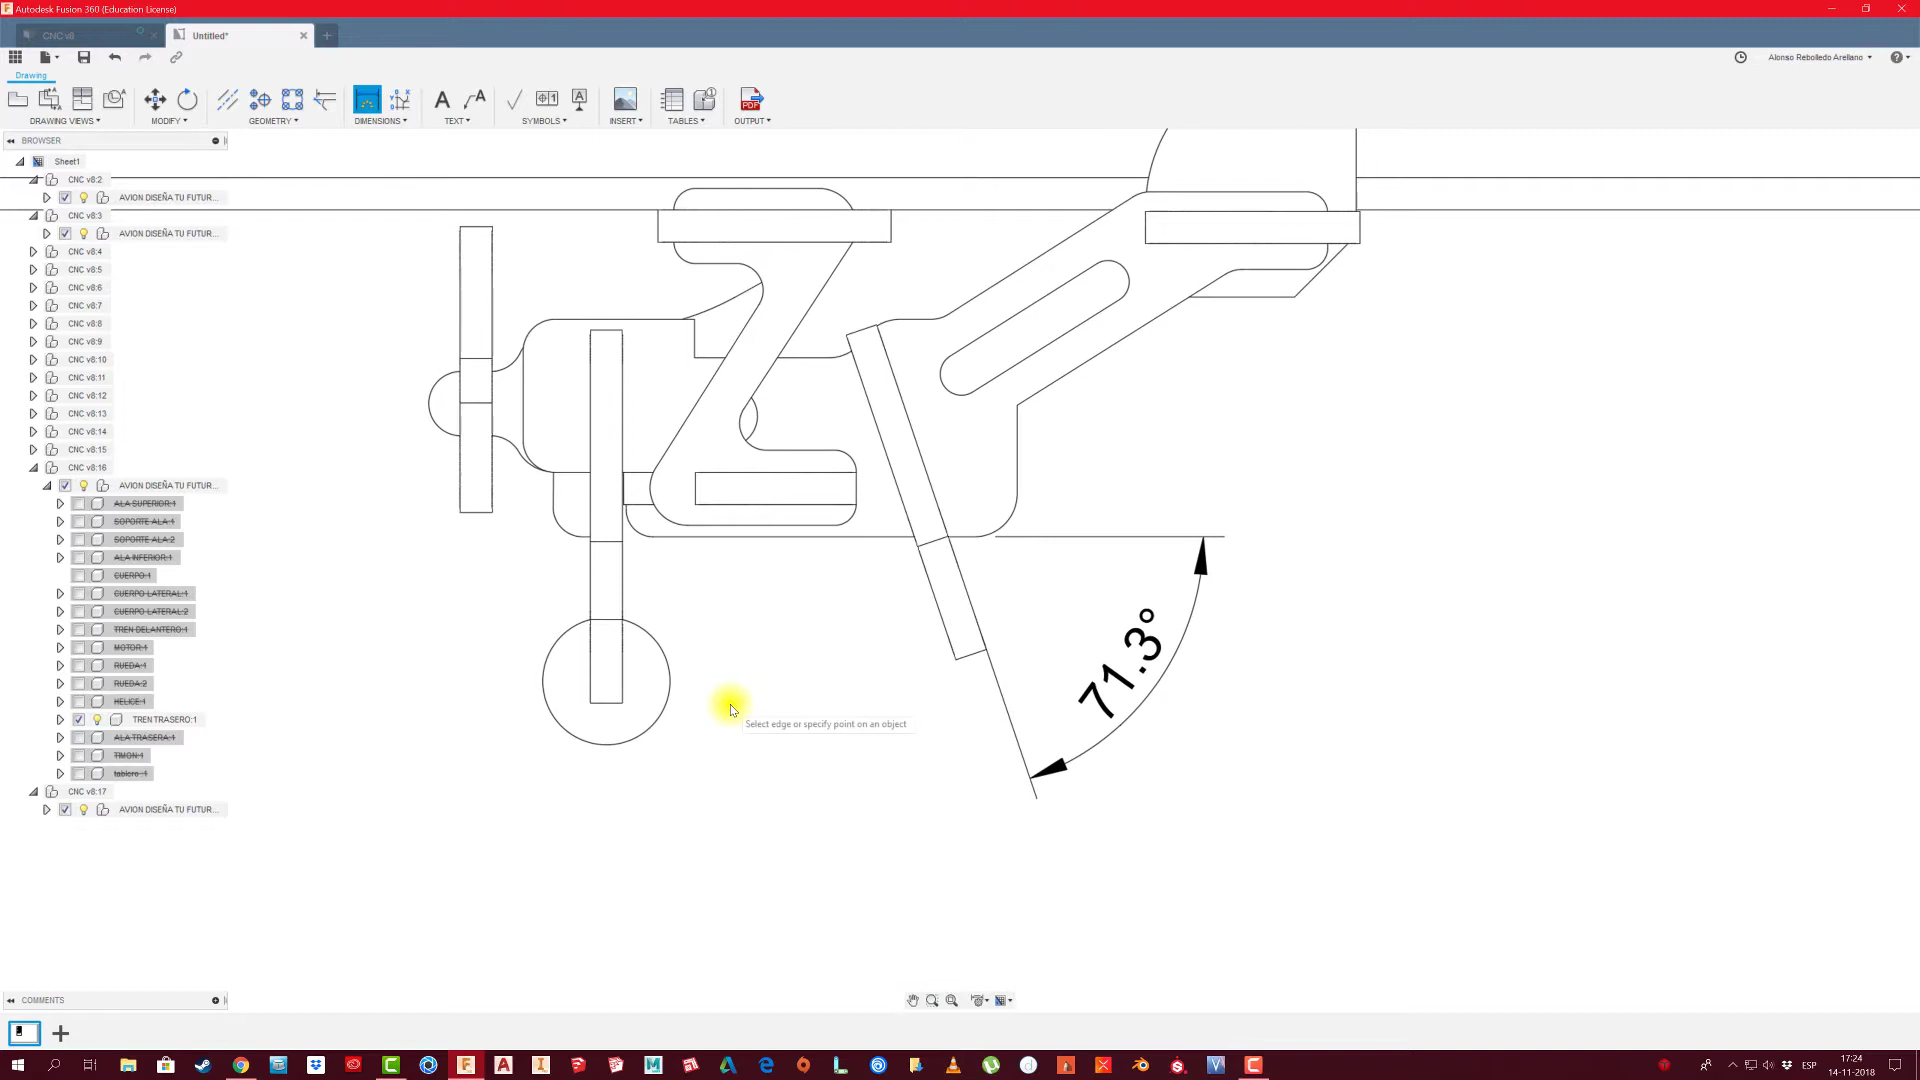 Autodesk Fusion 360 (Education License)
CNC v8
Untitled*
Alonso Rebolledo Arellano
Drawing
DRAWING VIEWS
MODIFY
GEOMETRY
DIMENSIONS
TEXT
SYMBOLS
INSERT
TABLES
OUTPUT
BROWSER
Sheet1
CNC v8:2
AVION DISEÑA TU FUTUR...
CNC v8:3
AVION DISEÑA TU FUTUR...
CNC v8:4
CNC v8:5
CNC v8:6
CNC v8:7
CNC v8:8
CNC v8:9
CNC v8:10
CNC v8:11
CNC v8:12
CNC v8:13
CNC v8:14
CNC v8:15
CNC v8:16
AVION DISEÑA TU FUTUR...
ALA SUPERIOR:1
SOPORTE ALA:1
SOPORTE ALA:2
ALA INFERIOR:1
CUERPO:1
CUERPO LATERAL:1
CUERPO LATERAL:2
TREN DELANTERO:1
MOTOR:1
RUEDA:1
RUEDA:2
HELICE:1
TREN TRASERO:1
ALA TRASERA:1
TIMON:1
tablero :1
CNC v8:17
AVION DISEÑA TU FUTUR...
71.3°
Select edge or specify point on an object
COMMENTS
ESP
17:24
14-11-2018